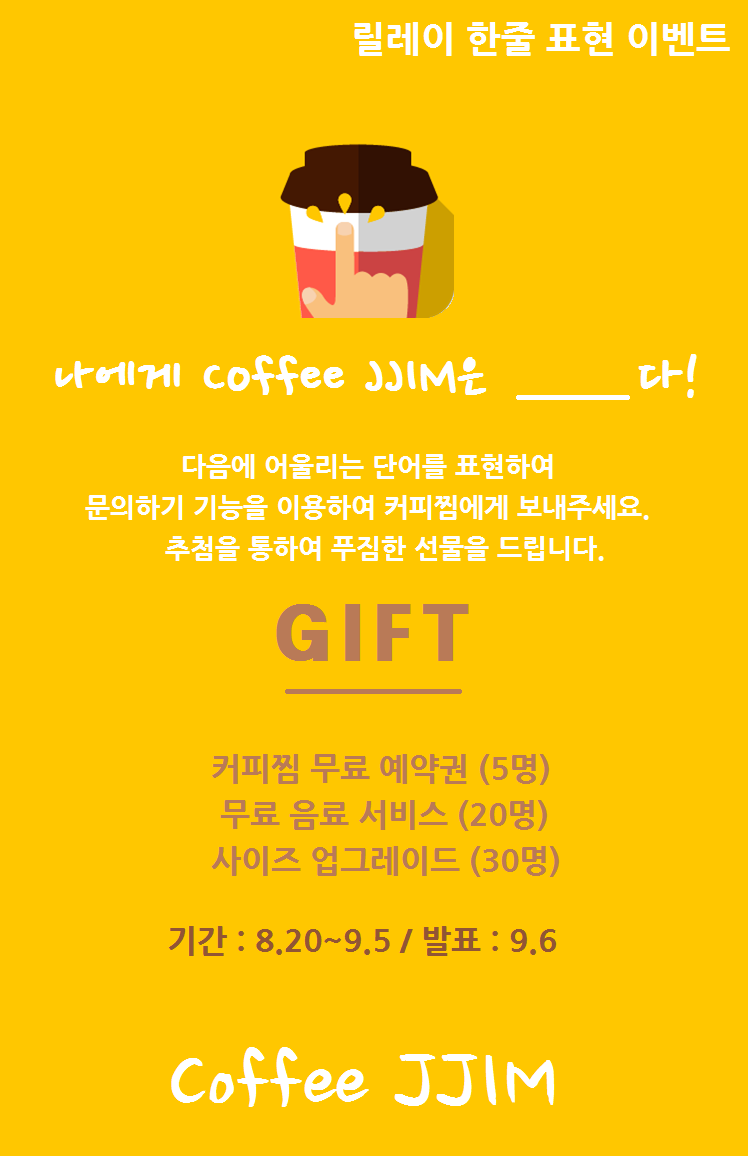 릴레이 한줄 표현 이벤트
나에게 Coffee JJIM은 _____다!
다음에 어울리는 단어를 표현하여
문의하기 기능을 이용하여 커피찜에게 보내주세요.
추첨을 통하여 푸짐한 선물을 드립니다.
GIFT
커피찜 무료 예약권 (5명)
무료 음료 서비스 (20명)
사이즈 업그레이드 (30명)
기간 : 8.20~9.5 / 발표 : 9.6
Coffee JJIM